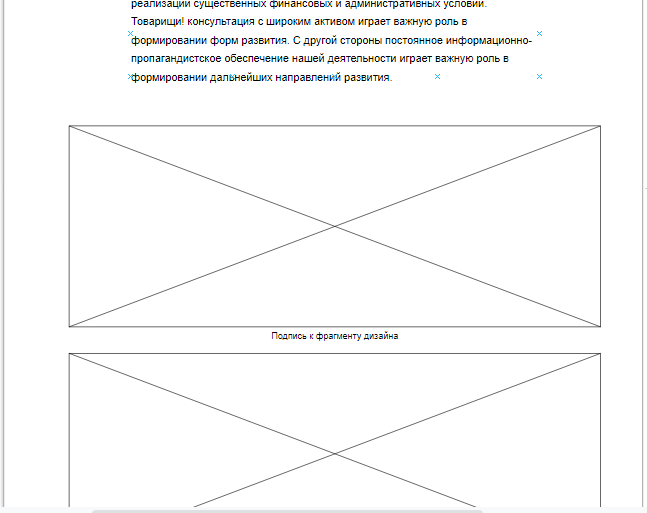 реализации существенных финансовых и административных условий.
Товарищи! консультация с широким активом играет важную роль в
формировании форм развития. С другой стороны постоянное информационно-
пропагандистское обеспечение нашей деятельности играет важную роль в
формировании дальнейших направлений развития.
Подпись к фрагменту дизайна